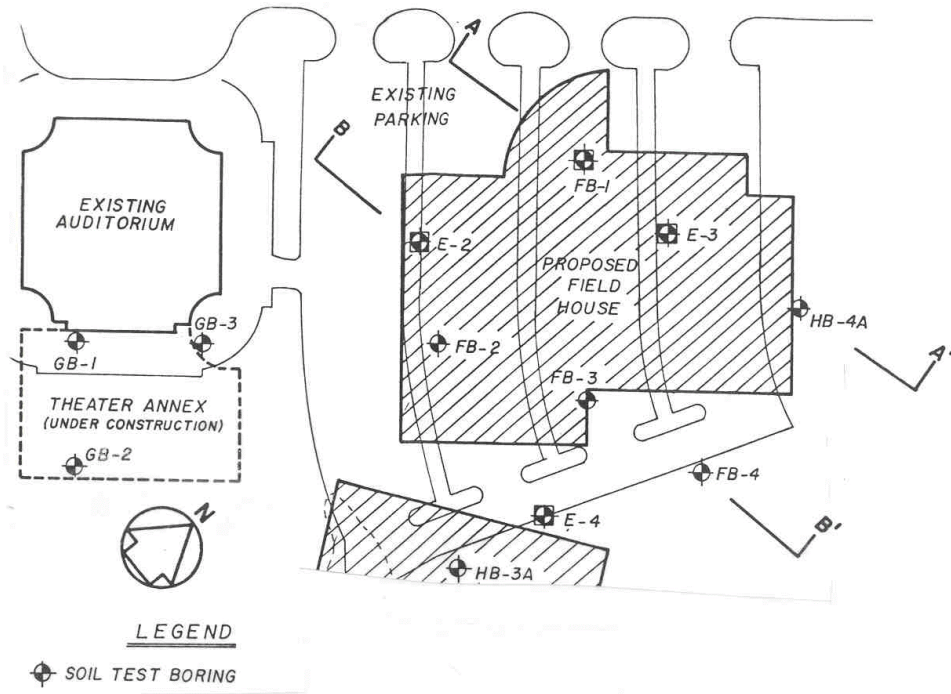 A
EXISTING
PARKING
B
FB-1
EXISTING
AUDITORIUM
E-2
E-3
PROPOSED
FIELD
HOUSE
GB-3
GB-1
FB-2
HB-4A
A'
FB-3
THEATER ANNEX
(UNDER CONSTRUCTION)
GB-2
FB-4
N
E-4
B'
HB-3A
LEGEND
SOIL TEST BORING